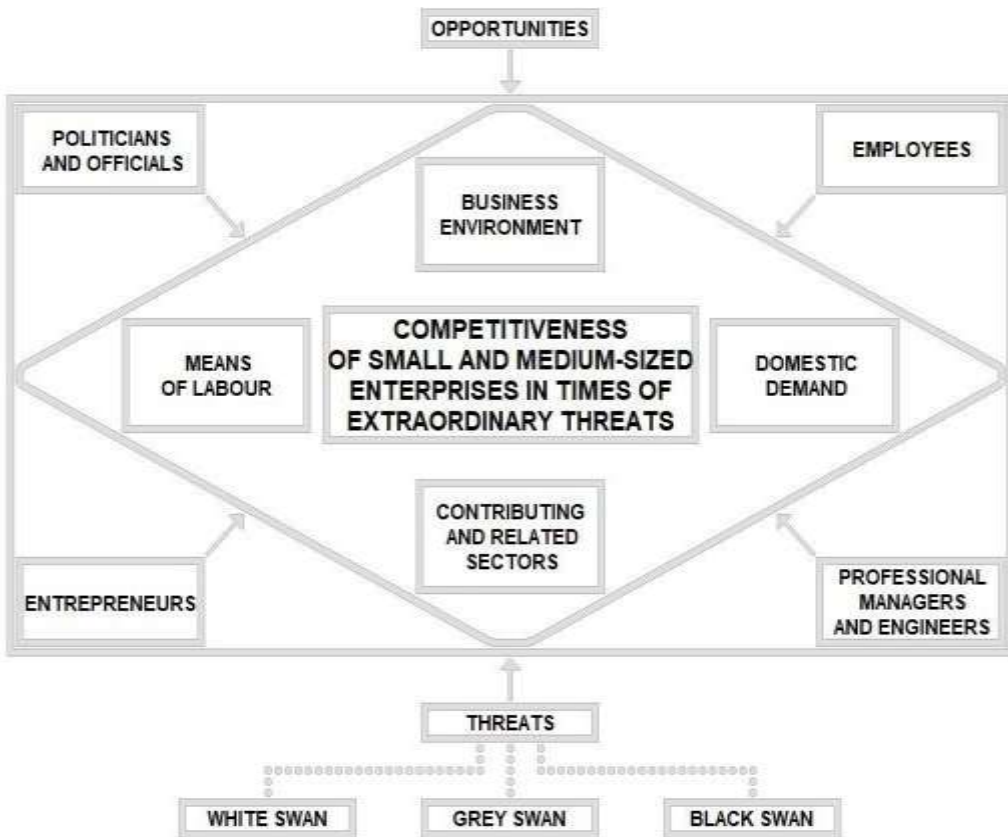 OPPORTUNITIES
POLITICIANS
AND OFFICIALS
EMPLOYEES
BUSINESS
ENVIRONMENT
MEANS
OF LABOUR
COMPETITIVENESS
OF SMALL AND MEDIUM-SIZED
ENTERPRISES IN TIMES OF
EXTRAORDINARY THREATS
DOMESTIC
DEMAND
CONTRIBUTING
AND RELATED
SECTORS
ENTREPRENEURS
PROFESSIONAL
MANAGERS
AND ENGINEERS
THREATS
WHITE SWAN
GREY SWAN
BLACK SWAN